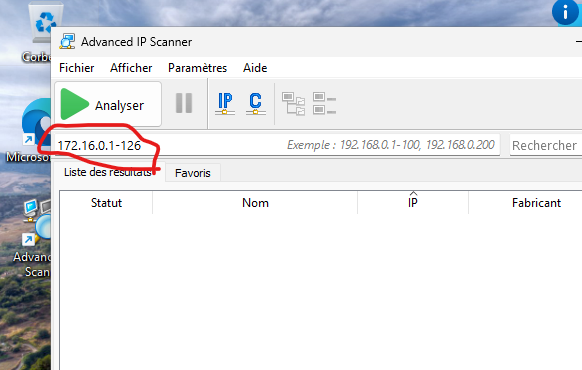 Corbe
Advanced IP Scanner
Fichier Afficher Paramètres Aide
Analyser IP C
Microso
172.16.0.1-126 Exemple : 192.168.0.1-100, 192.168.0.200 Rechercher
Liste des résultats Favoris
Statut Nom IP Fabricant
Advan
Scan